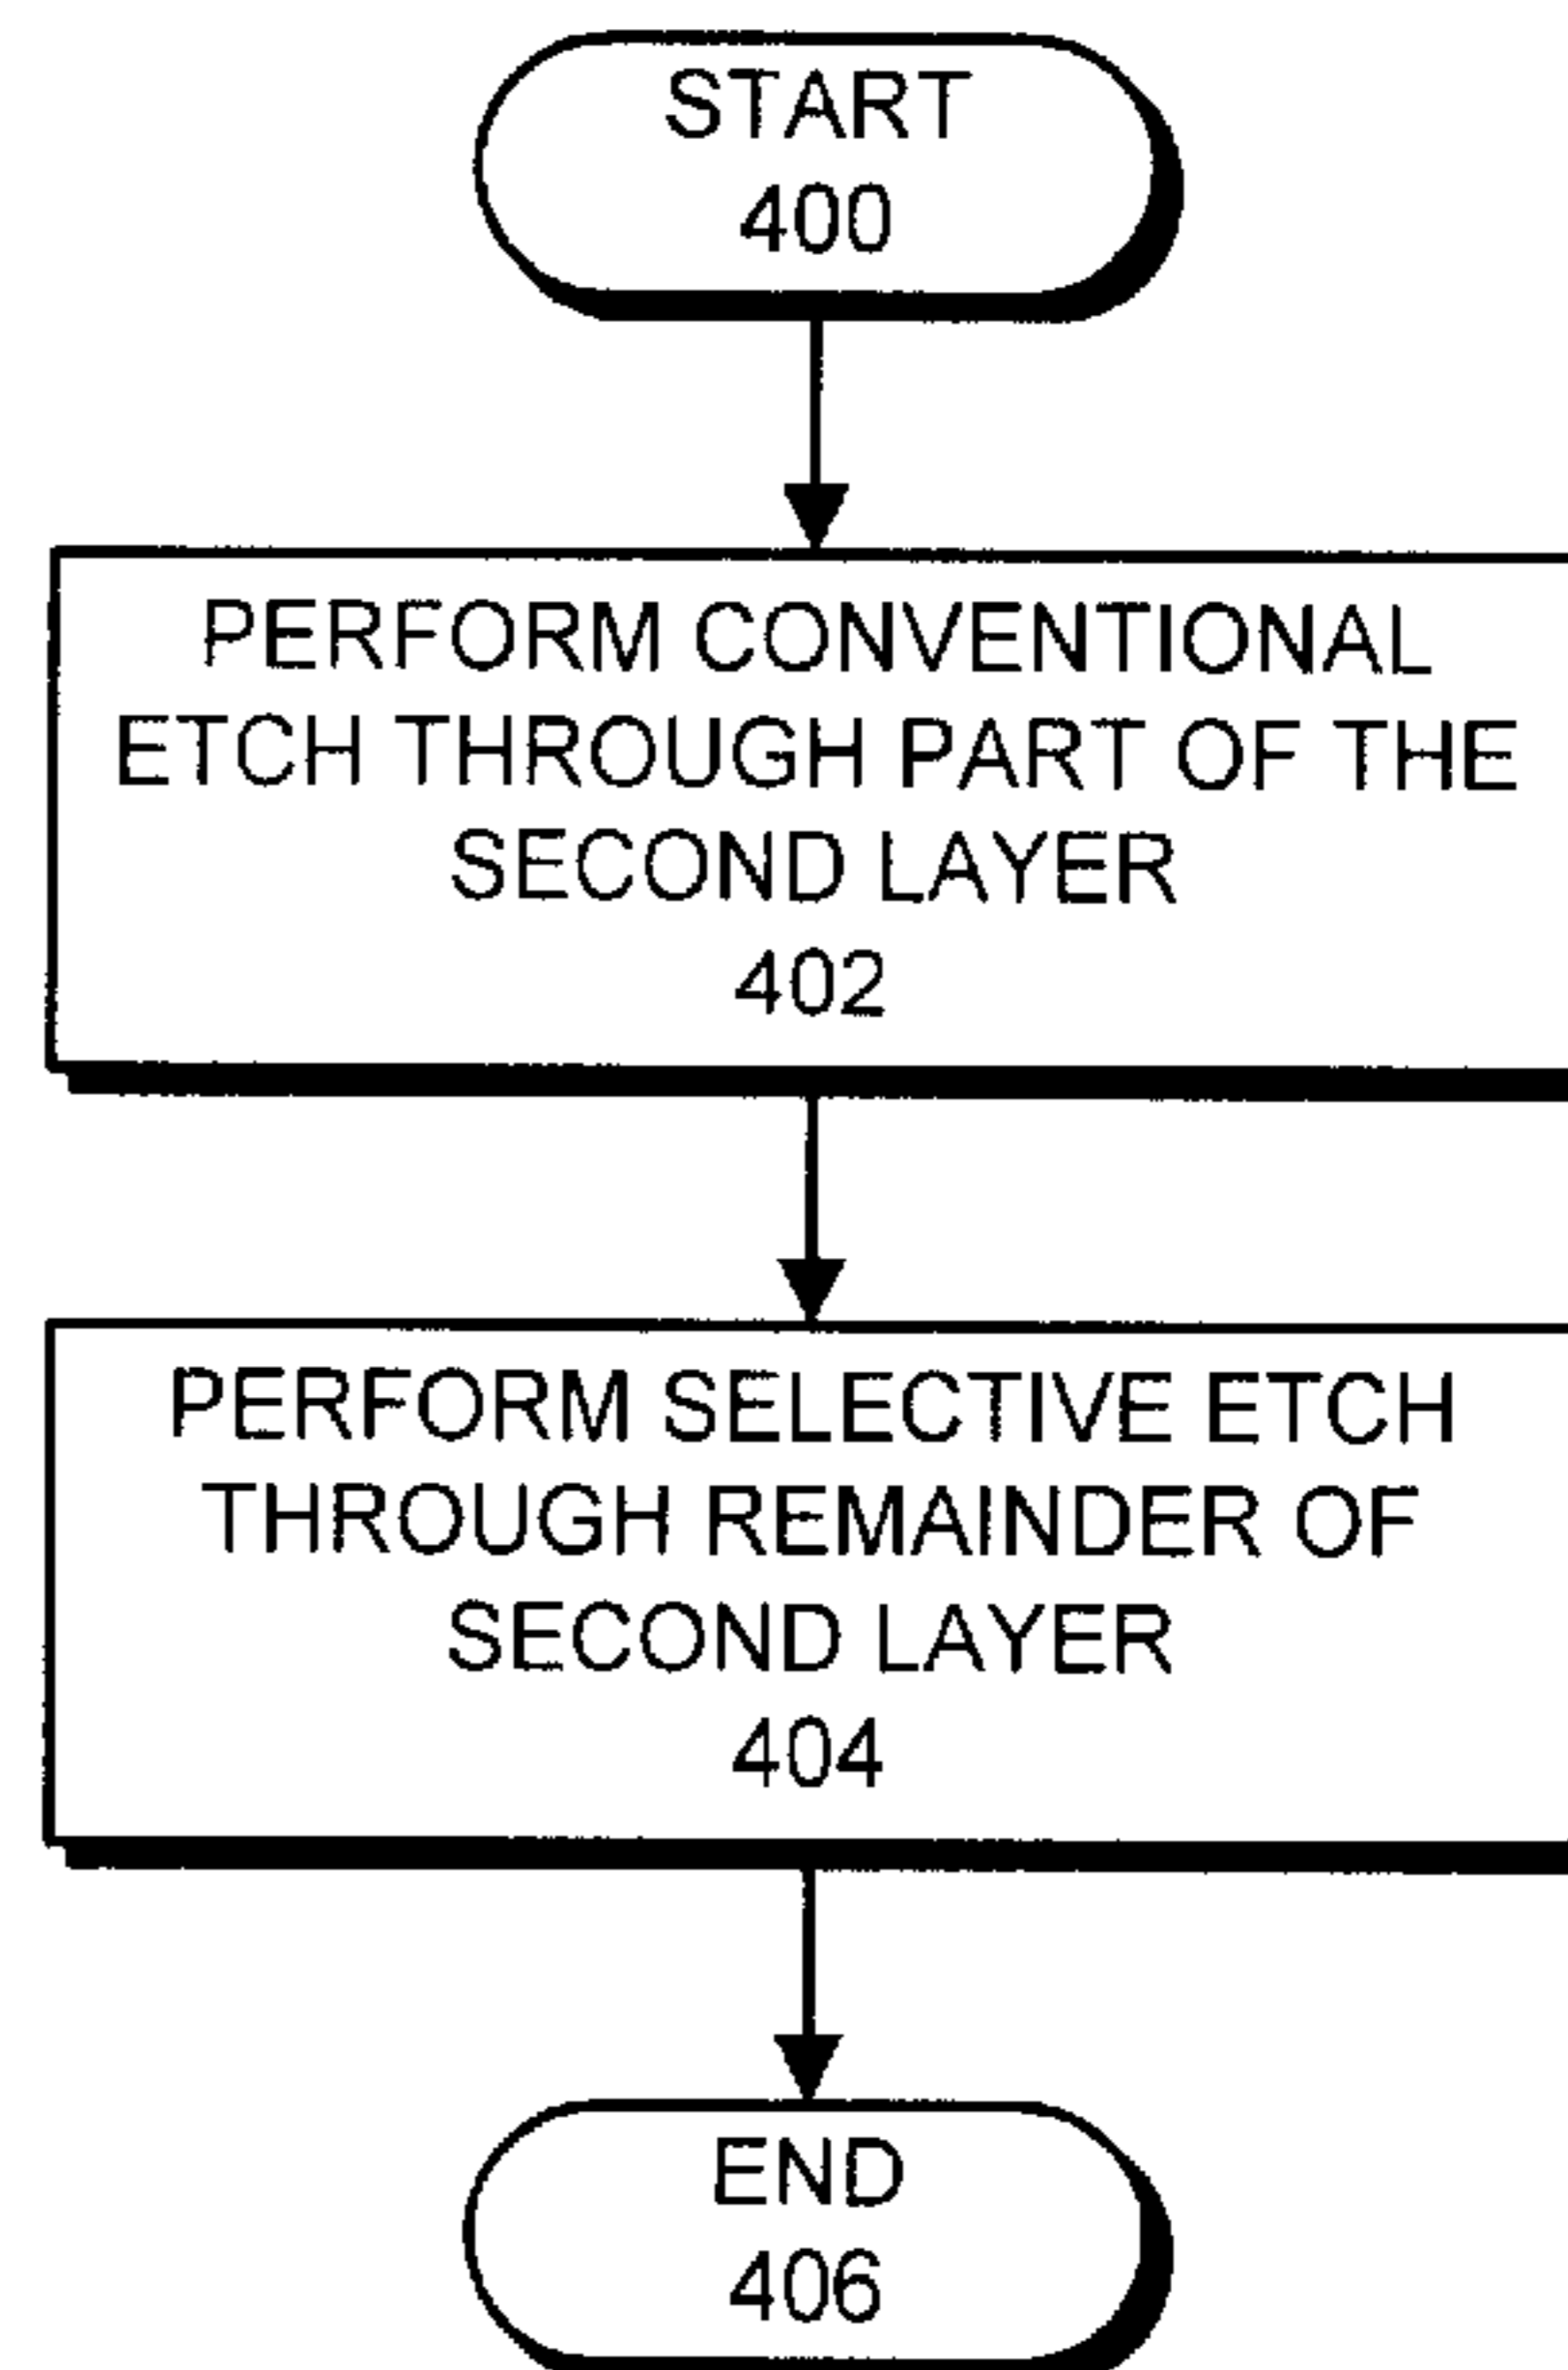 START
400
PERFORM CONVENTIONAL
ETCH THROUGH PART OF THE
SECOND LAYER
402
PERFORM SELECTIVE ETCH
THROUGH REMAINDER OF
SECOND LAYER
404
END
406